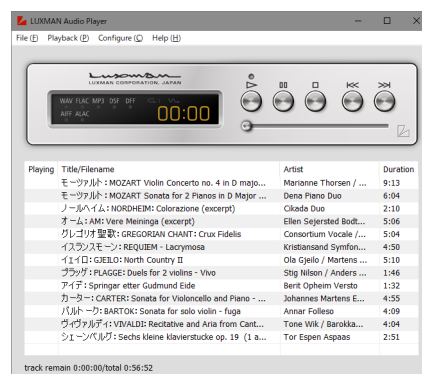 LUXMAN Audio Player
File (F) Playback (P) Configure (C) Help (H)
Luxman
LUXMAN CORPORATION, JAPAN
WAV FLAC MP3 DSF DFF
AIFF ALAC
00:00
Playing Title/Filename Artist Duration
モーツァルト: MOZART Violin Concerto no. 4 in D majo... Marianne Thorsen / ... 9:13
モーツァルト: MOZART Sonata for 2 Pianos in D Major ... Dena Piano Duo 6:04
ノールヘイム: NORDHEIM: Colorazione (excerpt) Cikada Duo 2:10
オーム: AM: Vere Meininga (excerpt) Ellen Sejersted Bodt... 5:06
グレゴリオ聖歌: GREGORIAN CHANT: Crux Fidelis Consortium Vocale /... 5:04
イスランスモーン: REQUIEM - Lacrymosa Kristiansand Symfon... 4:50
イェイロ: GJEILO: North Country II Ola Gjeilo / Martens ... 5:10
プラッゲ: PLAGGE: Duels for 2 violins - Vivo Stig Nilson / Anders ... 1:46
アイデ: Springar etter Gudmund Eide Berit Opheim Versto 1:32
カーター: CARTER: Sonata for Violoncello and Piano - ... Johannes Martens E... 4:55
バルトーク: BARTOK: Sonata for solo violin - fuga Annar Folleso 4:09
ヴィヴァルディ: VIVALDI: Recitative and Aria from Cant... Tone Wik / Barokka... 4:04
シェーンベルグ: Sechs kleine klavierstucke op. 19 (1 a... Tor Espen Aspaas 2:51
track remain 0:00:00/total 0:56:52